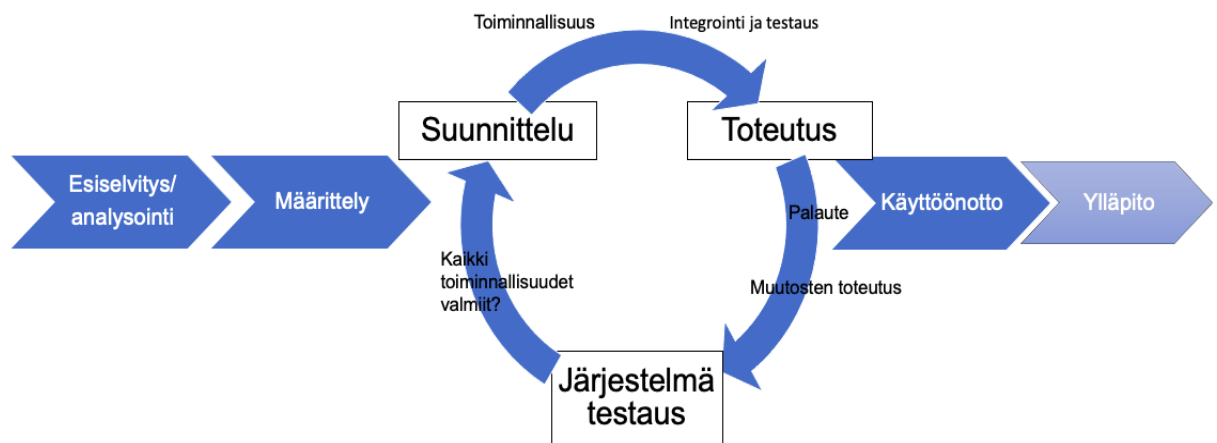 Toiminnallisuus
Integrointi ja testaus
Suunnittelu
Toteutus
Esiselvitys/
analysointi
Määrittely
Palaute
Käyttöönotto
Ylläpito
Kaikki
toiminnallisuudet
valmiit?
Muutosten toteutus
Järjestelmä
testaus